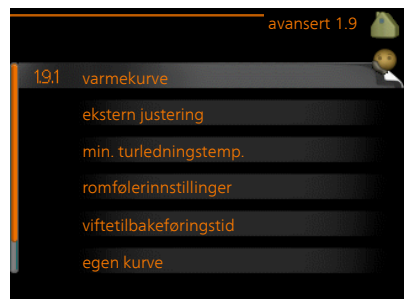 avansert 1.9
1.9.1 varmekurve
ekstern justering
min. turledningstemp.
romfølerinnstillinger
viftetilbakeføringstid
egen kurve